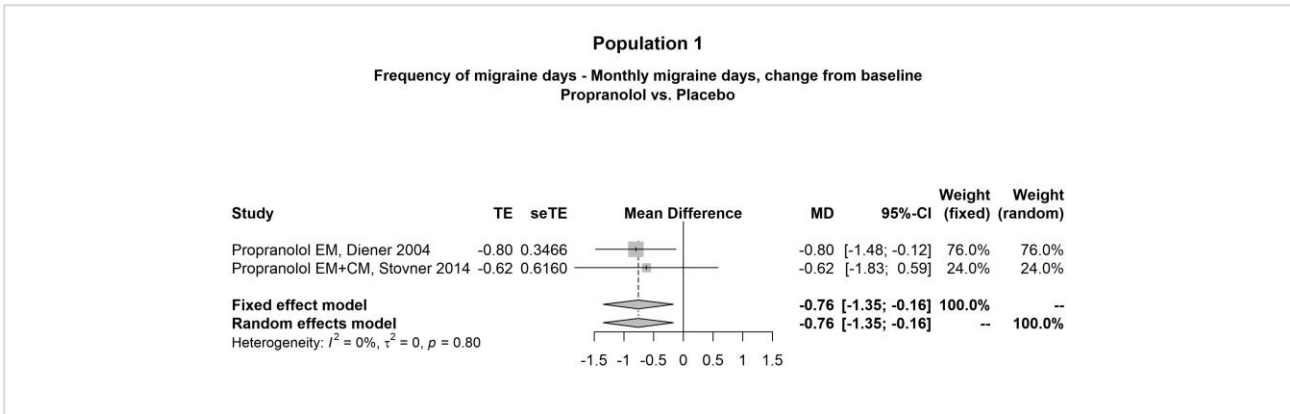 Population 1
Frequency of migraine days - Monthly migraine days, change from baseline
Propranolol vs. Placebo
Weight Weight
Study TE seTE Mean Difference MD 95%-CI (fixed) (random)
Propranolol EM, Diener 2004 -0.80 0.3466 -0.80 [-1.48; -0.12] 76.0% 76.0%
Propranolol EM+CM, Stovner 2014 -0.62 0.6160 -0.62 [-1.83; 0.59] 24.0% 24.0%
Fixed effect model -0.76 [-1.35; -0.16] 100.0% --
Random effects model -0.76 [-1.35; -0.16] -- 100.0%
Heterogeneity: I² = 0%, τ² = 0, p = 0.80
-1.5 -1 -0.5 0 0.5 1 1.5